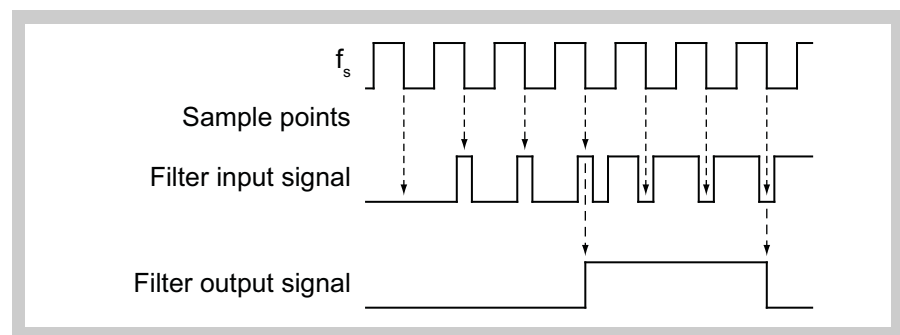 fs
Sample points
Filter input signal
Filter output signal